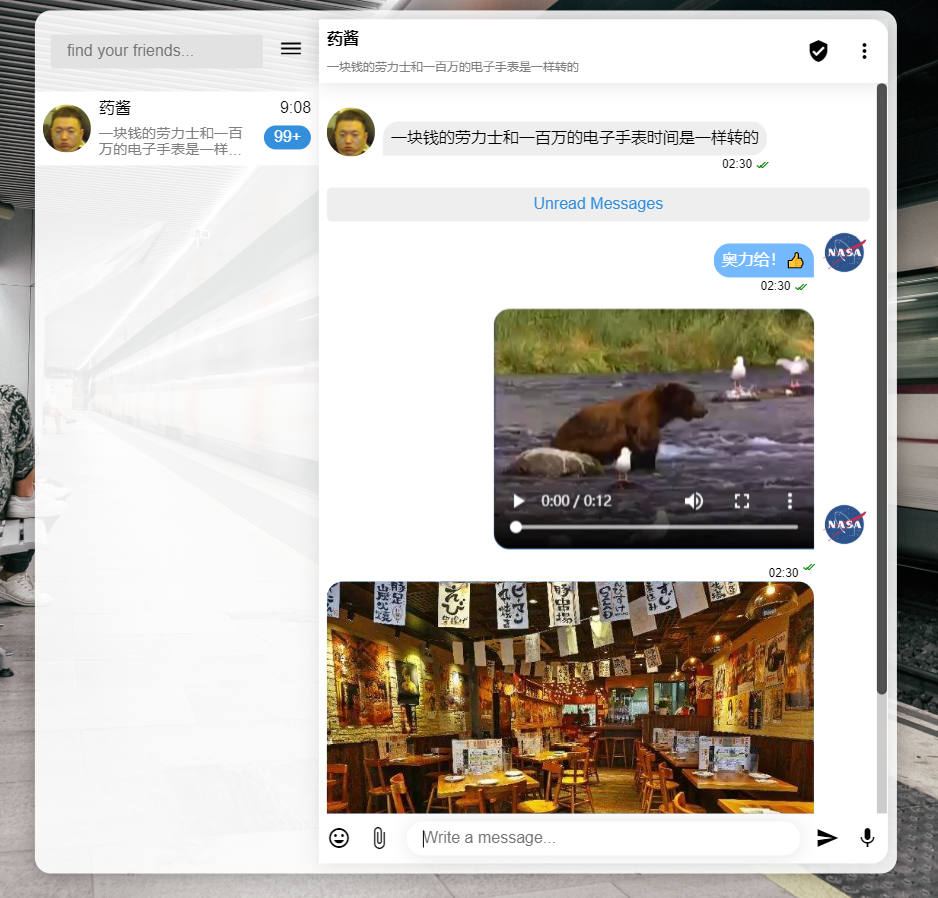 find your friends...
药酱
9:08
一块钱的劳力士和一百
万的电子手表是一样...
99+
药酱
一块钱的劳力士和一百万的电子手表是一样转的
一块钱的劳力士和一百万的电子手表时间是一样转的
02:30
Unread Messages
奥力给！👍
NASA
02:30
0:00 / 0:12
NASA
02:30
えび
Write a message...